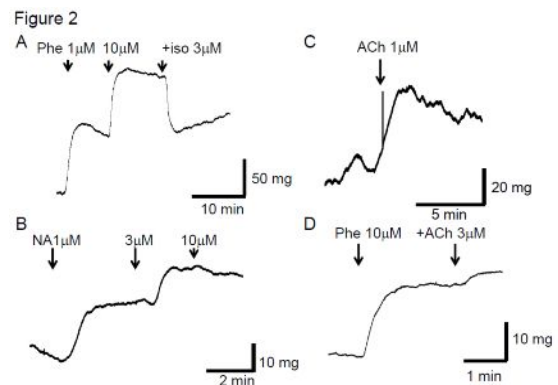 Figure 2
A
Phe 1μM 10μM +iso 3μM
50 mg
10 min
B
NA1μM 3μM 10μM
10 mg
2 min
C
ACh 1μM
20 mg
5 min
D
Phe 10μM +ACh 3μM
10 mg
1 min